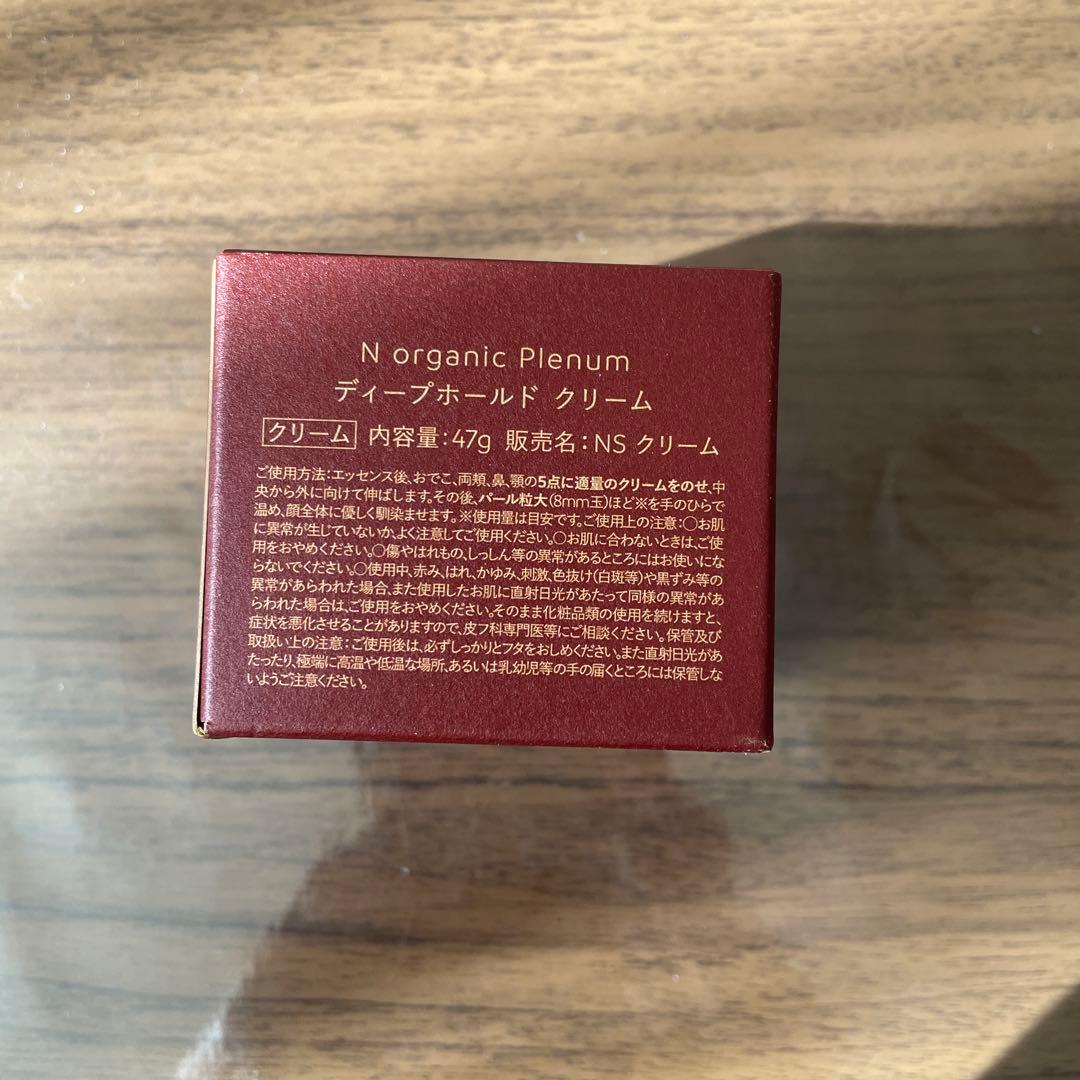 N organic Plenum
ディープホールド クリーム
クリーム 内容量:47g 販売名:NS クリーム
ご使用方法:エッセンス後、おでこ、両頬、鼻、顎の5点に適量のクリームをのせ、中
央から外に向けて伸ばします。その後、パール粒大(8mm玉)ほど※を手のひらで
温め、顔全体に優しく馴染ませます。※使用量は目安です。ご使用上の注意:○お肌
に異常が生じていないか、よく注意してご使用ください。○お肌に合わないときは、ご使
用をおやめください。○傷やはれもの、しっしん等の異常があるところにはお使いにな
らないでください。○使用中、赤み、はれ、かゆみ、刺激、色抜け(白斑等)や黒ずみ等の
異常があらわれた場合、また使用したお肌に直射日光があたって同様の異常があ
らわれた場合は、ご使用をおやめください。そのまま化粧品類の使用を続けますと、
症状を悪化させることがありますので、皮フ科専門医等にご相談ください。保管及び
取扱い上の注意:ご使用後は、必ずしっかりとフタをおしめください。また直射日光があ
たったり、極端に高温や低温な場所、あるいは乳幼児等の手の届くところには保管しな
いようご注意ください。